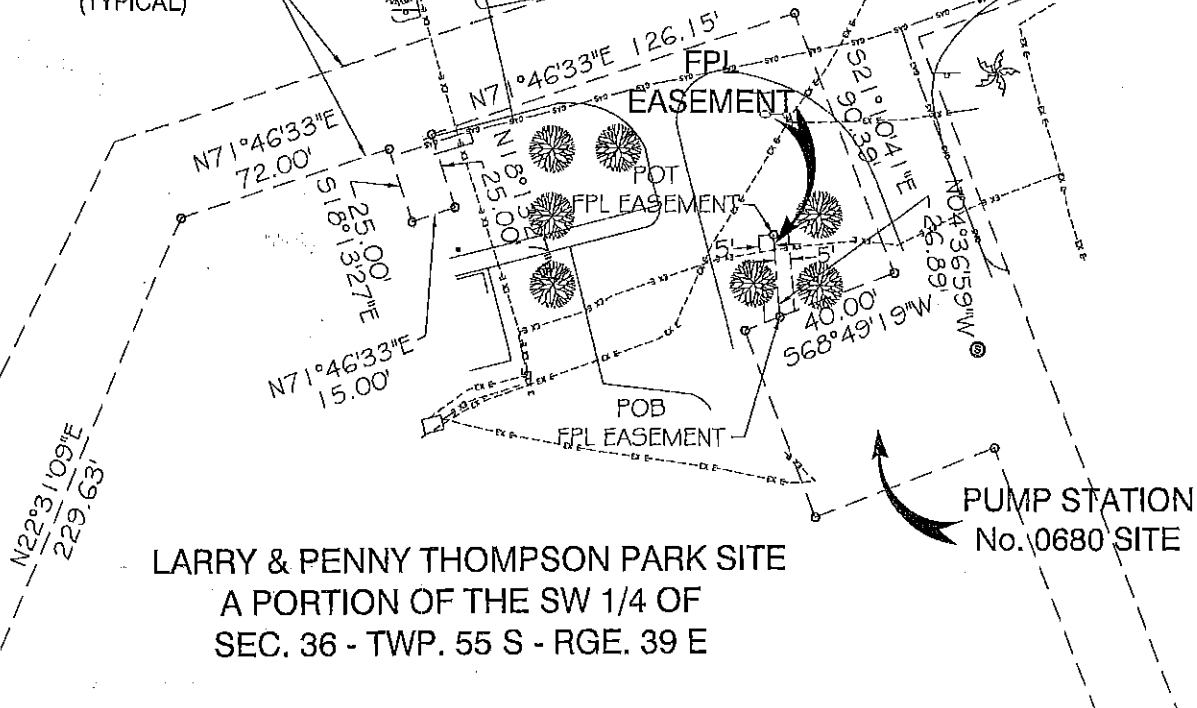 (TYPICAL)
N71°46'33"E 126.15'
FPL
EASEMENT
S21°10'41"E
90.39'
N71°46'33"E
72.00'
25.00'
S18°13'27"E
25.00'
POT
FPL EASEMENT
5'
5'
26.89'
N04°36'59"W
40.00'
S68°49'19"W
N71°46'33"E
15.00'
POB
FPL EASEMENT
N22°31'09"E
229.63'
PUMP STATION
No. 0680 SITE
LARRY & PENNY THOMPSON PARK SITE
A PORTION OF THE SW 1/4 OF
SEC. 36 - TWP. 55 S - RGE. 39 E